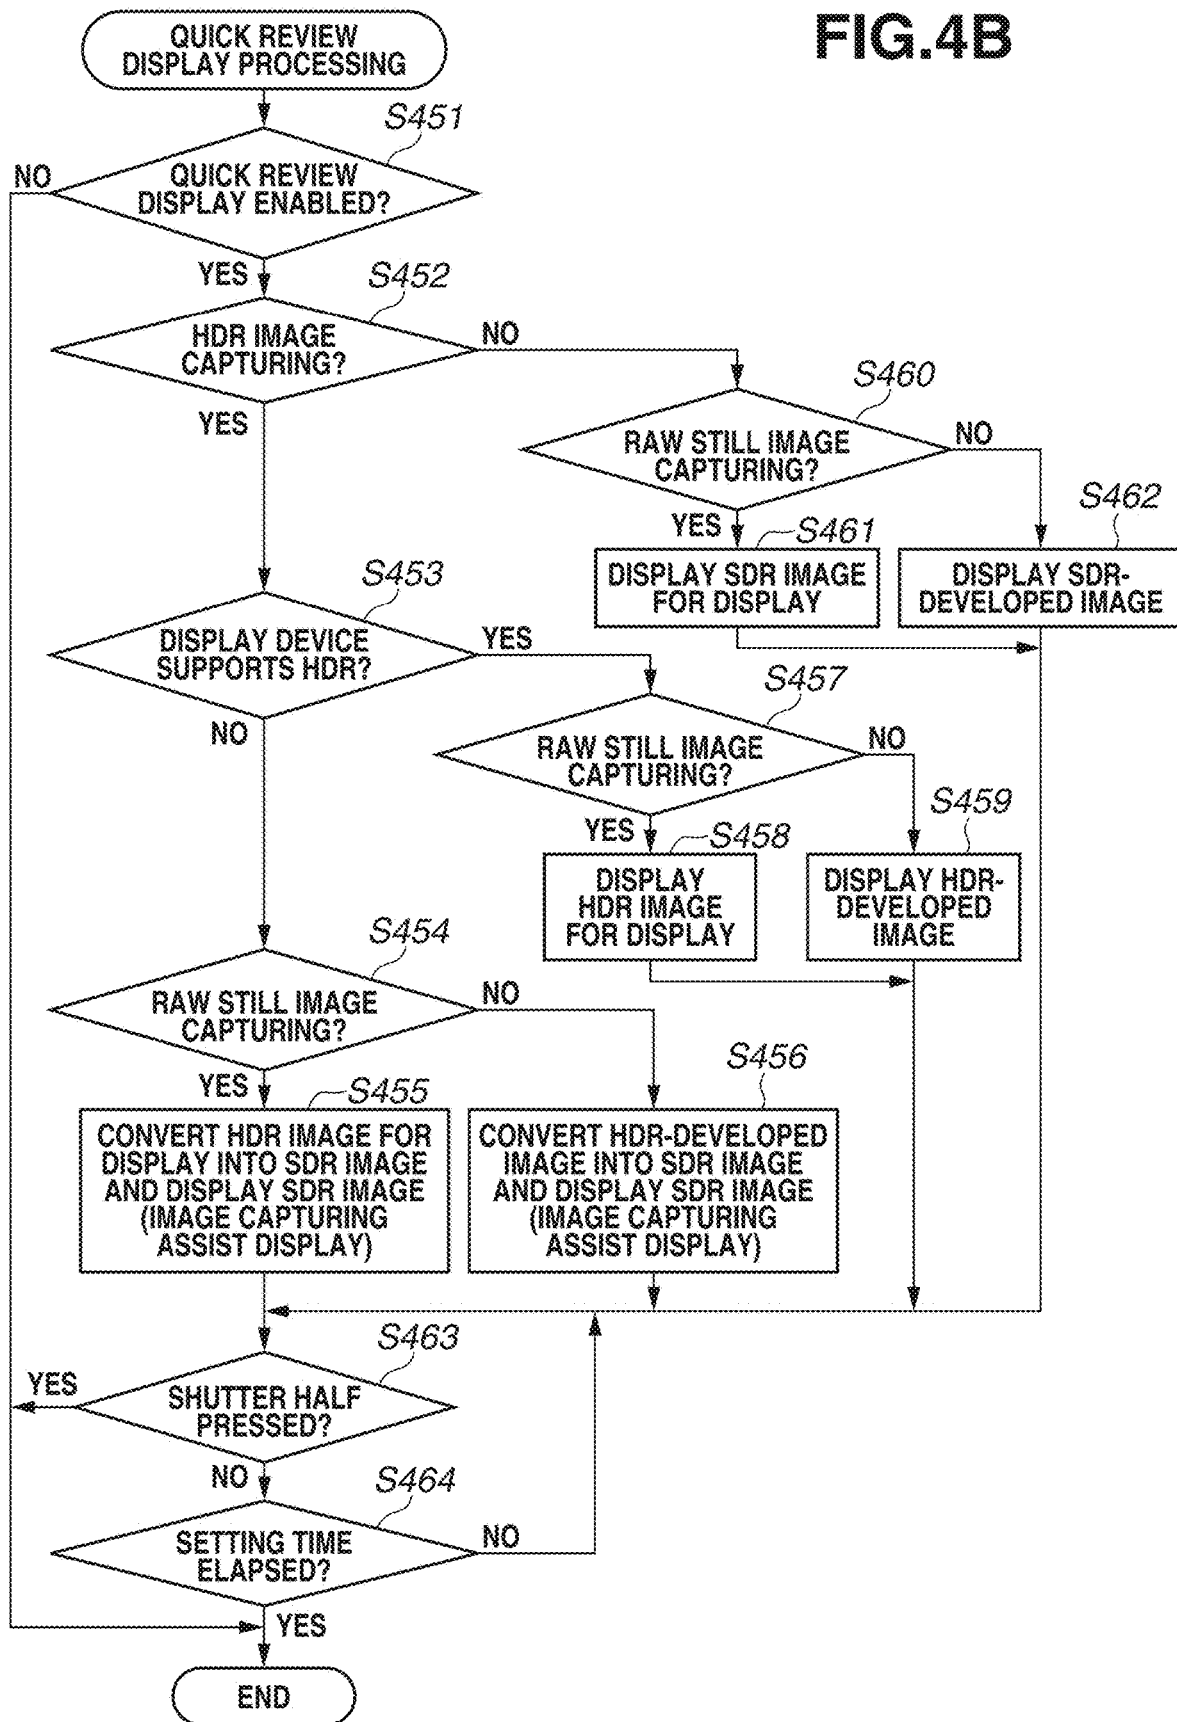 FIG.4B
QUICK REVIEW
DISPLAY PROCESSING
S451
NO
QUICK REVIEW
DISPLAY ENABLED?
YES
S452
HDR IMAGE
CAPTURING?
NO
YES
S460
RAW STILL IMAGE
CAPTURING?
NO
YES
S461
S462
DISPLAY SDR IMAGE
FOR DISPLAY
DISPLAY SDR-
DEVELOPED IMAGE
S453
DISPLAY DEVICE
SUPPORTS HDR?
YES
NO
S457
RAW STILL IMAGE
CAPTURING?
NO
YES
S458
S459
DISPLAY
HDR IMAGE
FOR DISPLAY
DISPLAY HDR-
DEVELOPED
IMAGE
S454
RAW STILL IMAGE
CAPTURING?
NO
YES
S455
S456
CONVERT HDR IMAGE FOR
DISPLAY INTO SDR IMAGE
AND DISPLAY SDR IMAGE
(IMAGE CAPTURING
ASSIST DISPLAY)
CONVERT HDR-DEVELOPED
IMAGE INTO SDR IMAGE
AND DISPLAY SDR IMAGE
(IMAGE CAPTURING
ASSIST DISPLAY)
S463
YES
SHUTTER HALF
PRESSED?
NO
S464
SETTING TIME
ELAPSED?
NO
YES
END